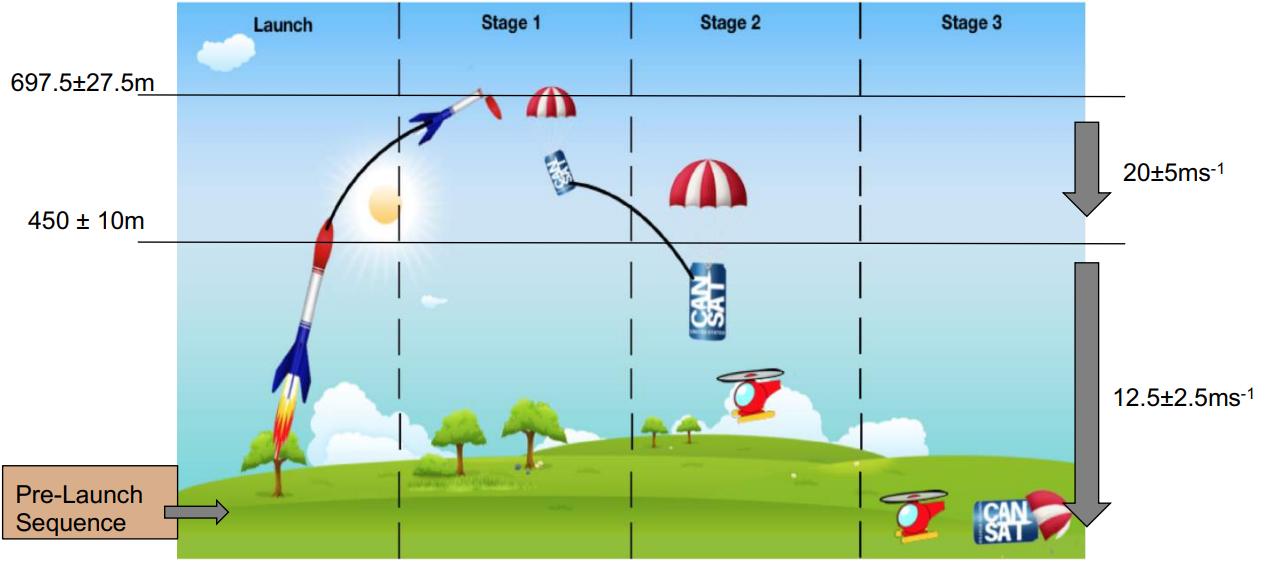 Launch
Stage 1
Stage 2
Stage 3
697.5±27.5m
20±5ms-1
450 ± 10m
12.5±2.5ms-1
Pre-Launch
Sequence
CAN
SAT
CAN
SAT
CAN
SAT